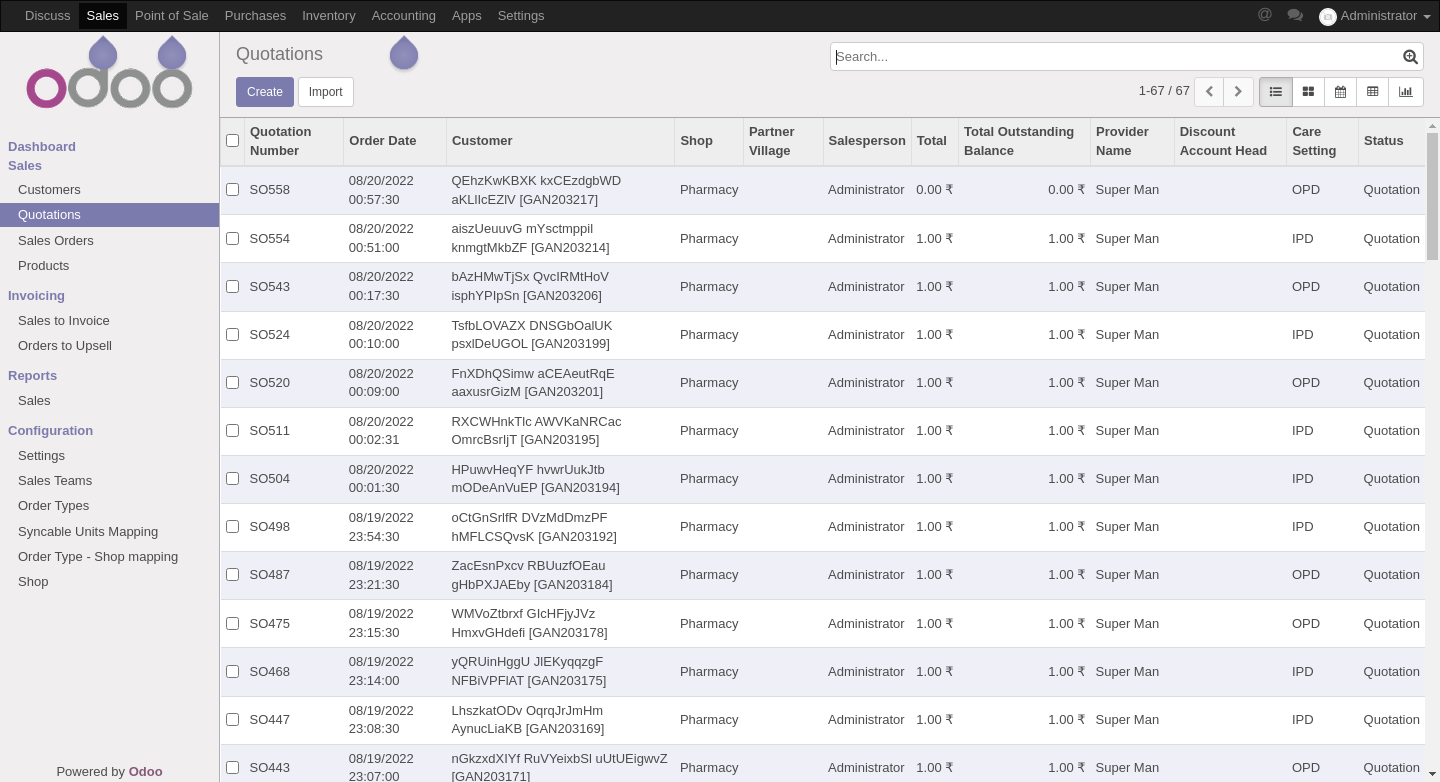 Discuss Sales Point of Sale Purchases Inventory Accounting Apps Settings @ Administrator
odoo
Dashboard
Sales
Customers
Quotations
Sales Orders
Products
Invoicing
Sales to Invoice
Orders to Upsell
Reports
Sales
Configuration
Settings
Sales Teams
Order Types
Syncable Units Mapping
Order Type - Shop mapping
Shop
Powered by Odoo
Quotations
Search...
Create Import
1-67 / 67
Quotation Number Order Date Customer Shop Partner Village Salesperson Total Total Outstanding Balance Provider Name Discount Account Head Care Setting Status
SO558 08/20/2022 00:57:30 QEhzKwKBXK kxCEzdgbWD aKLlIcEZlV [GAN203217] Pharmacy Administrator 0.00 ₹ 0.00 ₹ Super Man OPD Quotation
SO554 08/20/2022 00:51:00 aiszUeuuvG mYsctmppil knmgtMkbZF [GAN203214] Pharmacy Administrator 1.00 ₹ 1.00 ₹ Super Man IPD Quotation
SO543 08/20/2022 00:17:30 bAzHMwTjSx QvcIRMtHoV isphYPIpSn [GAN203206] Pharmacy Administrator 1.00 ₹ 1.00 ₹ Super Man OPD Quotation
SO524 08/20/2022 00:10:00 TsfbLOVAZX DNSGbOalUK psxlDeUGOL [GAN203199] Pharmacy Administrator 1.00 ₹ 1.00 ₹ Super Man IPD Quotation
SO520 08/20/2022 00:09:00 FnXDhQSimw aCEAeutRqE aaxusrGizM [GAN203201] Pharmacy Administrator 1.00 ₹ 1.00 ₹ Super Man OPD Quotation
SO511 08/20/2022 00:02:31 RXCWHnkTlc AWVKaNRCac OmrcBsrIjT [GAN203195] Pharmacy Administrator 1.00 ₹ 1.00 ₹ Super Man IPD Quotation
SO504 08/20/2022 00:01:30 HPuwvHeqYF hvwrUukJtb mODeAnVuEP [GAN203194] Pharmacy Administrator 1.00 ₹ 1.00 ₹ Super Man IPD Quotation
SO498 08/19/2022 23:54:30 oCtGnSrlfR DVzMdDmzPF hMFLCSQvsK [GAN203192] Pharmacy Administrator 1.00 ₹ 1.00 ₹ Super Man IPD Quotation
SO487 08/19/2022 23:21:30 ZacEsnPxcv RBUuzfOEau gHbPXJAEby [GAN203184] Pharmacy Administrator 1.00 ₹ 1.00 ₹ Super Man OPD Quotation
SO475 08/19/2022 23:15:30 WMVoZtbrxf GIcHFjyJVz HmxvGHdefi [GAN203178] Pharmacy Administrator 1.00 ₹ 1.00 ₹ Super Man OPD Quotation
SO468 08/19/2022 23:14:00 yQRUinHggU JlEKyqqzgF NFBiVPFlAT [GAN203175] Pharmacy Administrator 1.00 ₹ 1.00 ₹ Super Man IPD Quotation
SO447 08/19/2022 23:08:30 LhszkatODv OqrqJrJmHm AynucLiaKB [GAN203169] Pharmacy Administrator 1.00 ₹ 1.00 ₹ Super Man IPD Quotation
SO443 08/19/2022 23:07:00 nGkzxdXIYf RuVYeixbSl uUtUEigwvZ [GAN203171] Pharmacy Administrator 1.00 ₹ 1.00 ₹ Super Man OPD Quotation